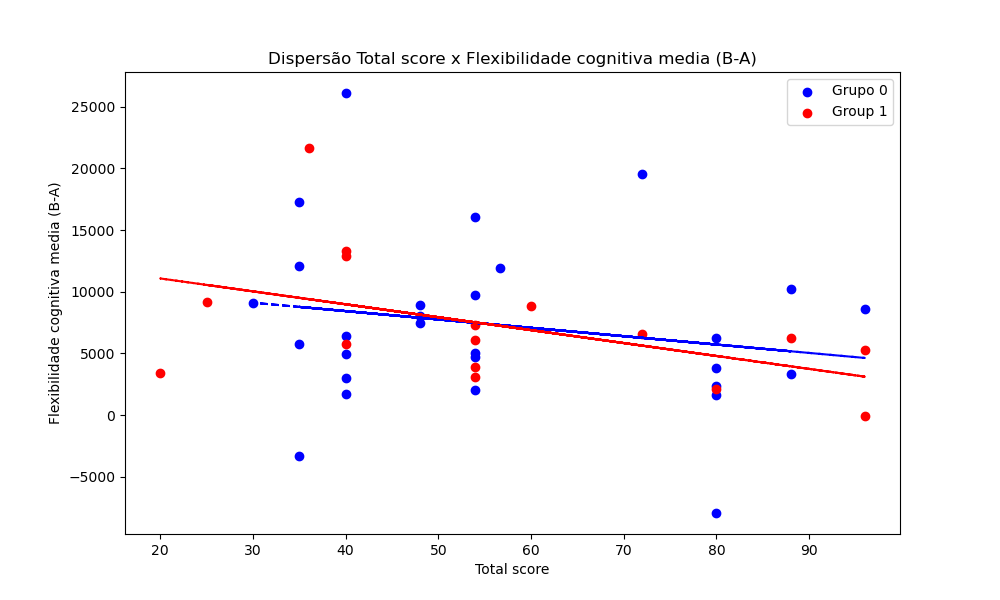 Dispersão Total score x Flexibilidade cognitiva media (B-A)
Grupo 0
Group 1
Flexibilidade cognitiva media (B-A)
25000
20000
15000
10000
5000
0
−5000
20 30 40 50 60 70 80 90
Total score